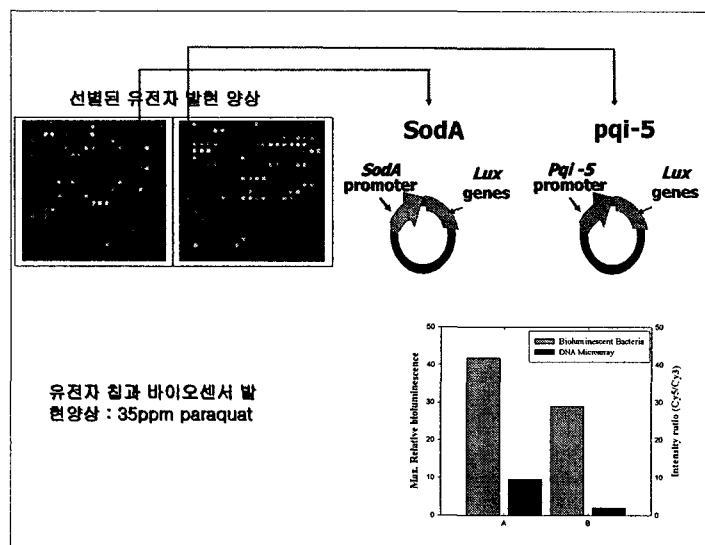 선별된 유전자 발현 양상
SodA
pqi-5
SodA
promoter
Lux
genes
Pqi -5
promoter
Lux
genes
유전자 칩과 바이오센서 발
현양상 : 35ppm paraquat
Max. Relative bioluminescence
50
40
30
20
10
0
Bioluminescent Bacteria
DNA Microarray
50
40
30
20
10
0
Intensity ratio (Cy5/Cy3)
A
B